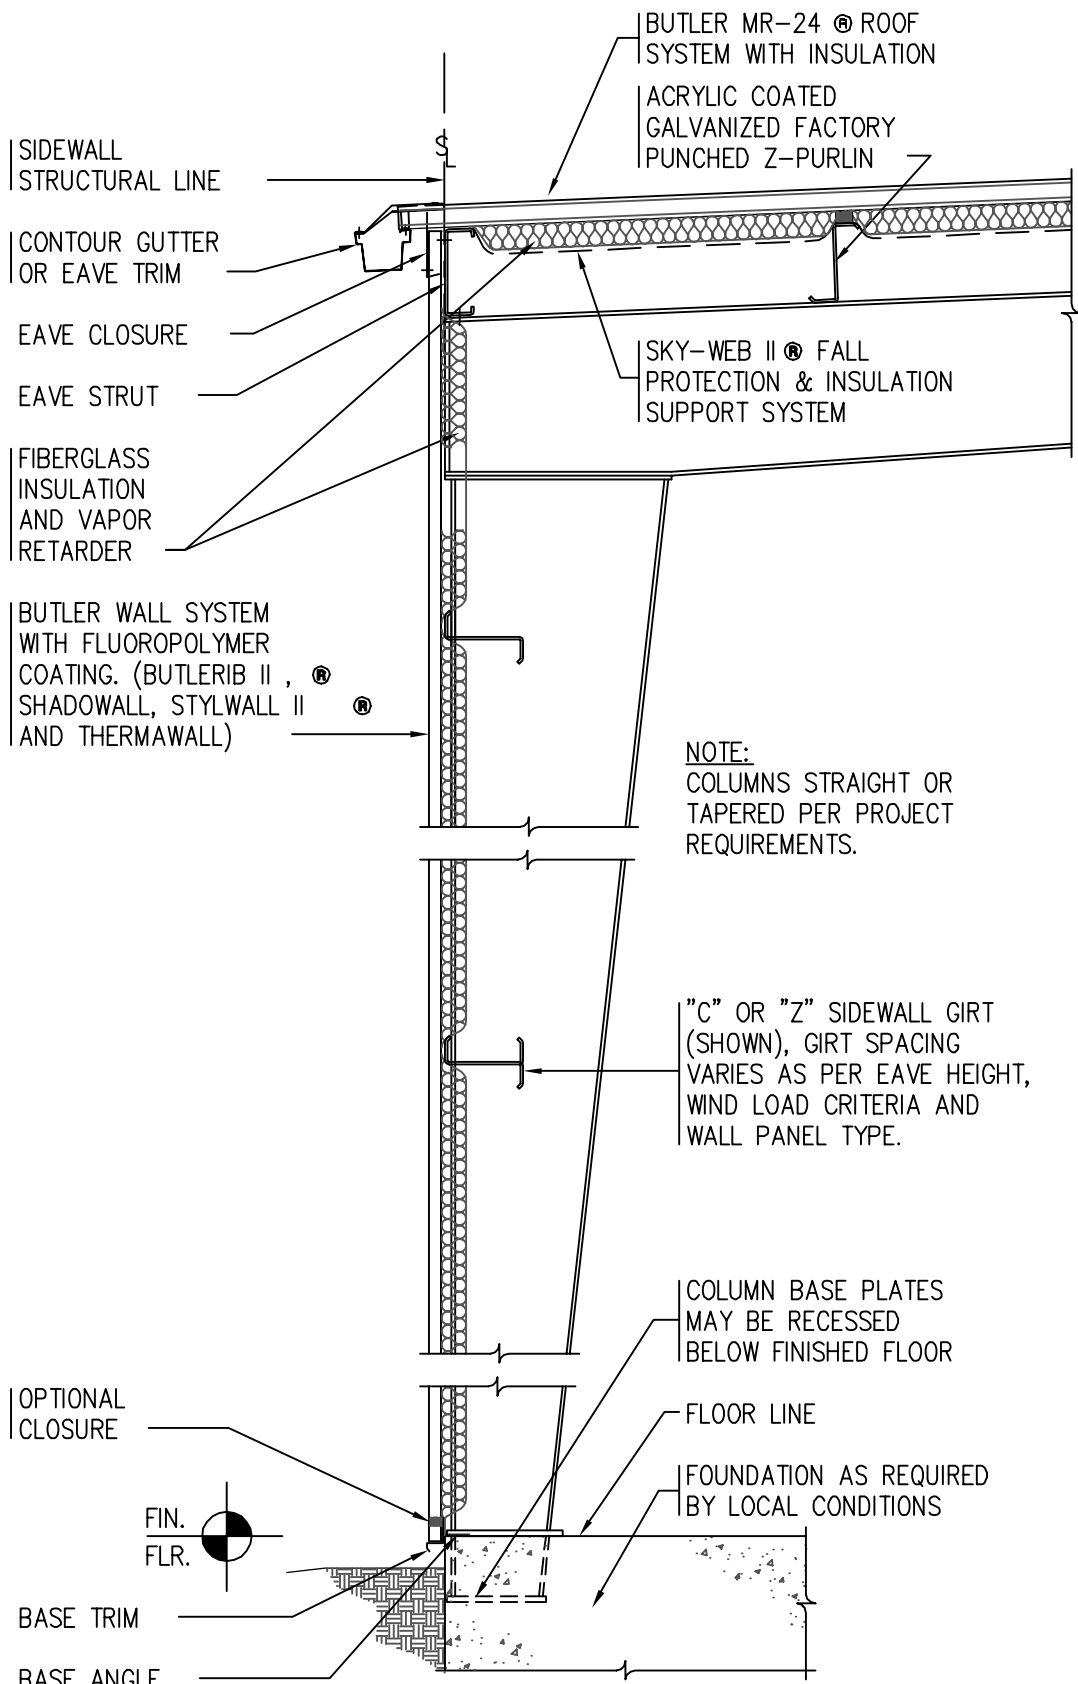 BUTLER MR-24 ® ROOF
SYSTEM WITH INSULATION
ACRYLIC COATED
GALVANIZED FACTORY
PUNCHED Z-PURLIN
S
L
SIDEWALL
STRUCTURAL LINE
CONTOUR GUTTER
OR EAVE TRIM
EAVE CLOSURE
EAVE STRUT
SKY-WEB II ® FALL
PROTECTION & INSULATION
SUPPORT SYSTEM
FIBERGLASS
INSULATION
AND VAPOR
RETARDER
BUTLER WALL SYSTEM
WITH FLUOROPOLYMER
COATING. (BUTLERIB II , ®
SHADOWALL, STYLWALL II ®
AND THERMAWALL)
NOTE:
COLUMNS STRAIGHT OR
TAPERED PER PROJECT
REQUIREMENTS.
"C" OR "Z" SIDEWALL GIRT
(SHOWN), GIRT SPACING
VARIES AS PER EAVE HEIGHT,
WIND LOAD CRITERIA AND
WALL PANEL TYPE.
COLUMN BASE PLATES
MAY BE RECESSED
BELOW FINISHED FLOOR
OPTIONAL
CLOSURE
FLOOR LINE
FOUNDATION AS REQUIRED
BY LOCAL CONDITIONS
FIN.
FLR.
BASE TRIM
BASE ANGLE